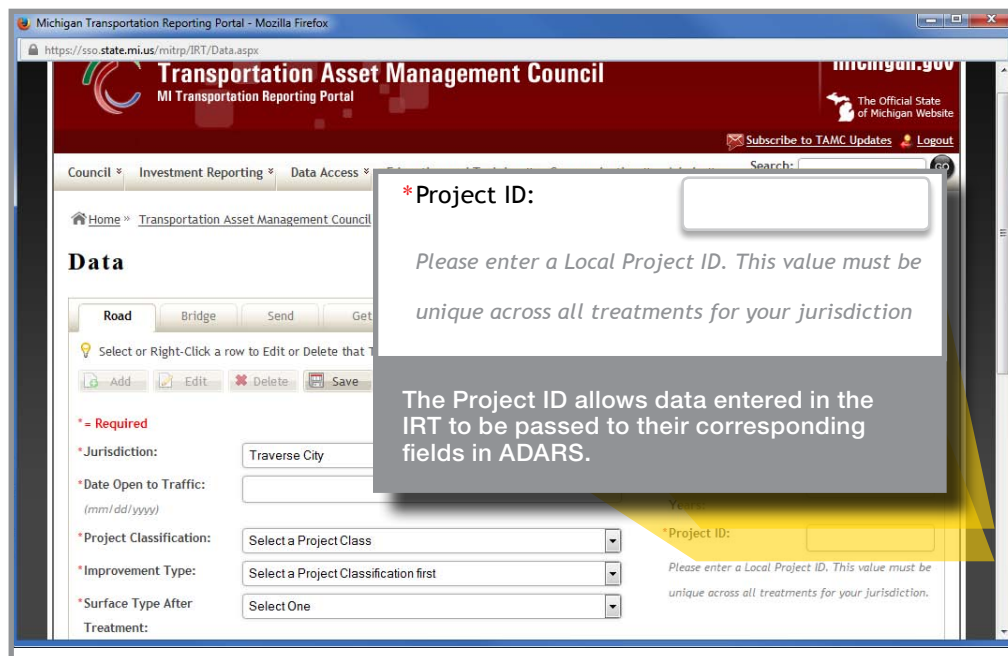 Michigan Transportation Reporting Portal - Mozilla Firefox
https://sso.state.mi.us/mitrp/IRT/Data.aspx
Transportation Asset Management Council
MI Transportation Reporting Portal
michigan.gov
The Official State
of Michigan Website
Subscribe to TAMC Updates Logout
Council Investment Reporting Data Access Search: GO
Home » Transportation Asset Management Council
Data
Road Bridge Send Get
Select or Right-Click a row to Edit or Delete that
Add Edit Delete Save
*= Required
*Jurisdiction: Traverse City
*Date Open to Traffic:
(mm/dd/yyyy)
*Project Classification: Select a Project Class
*Improvement Type: Select a Project Classification first
*Surface Type After
Treatment: Select One
*Project ID:
Please enter a Local Project ID. This value must be
unique across all treatments for your jurisdiction
The Project ID allows data entered in the
IRT to be passed to their corresponding
fields in ADARS.
Years:
*Project ID:
Please enter a Local Project ID. This value must be
unique across all treatments for your jurisdiction.